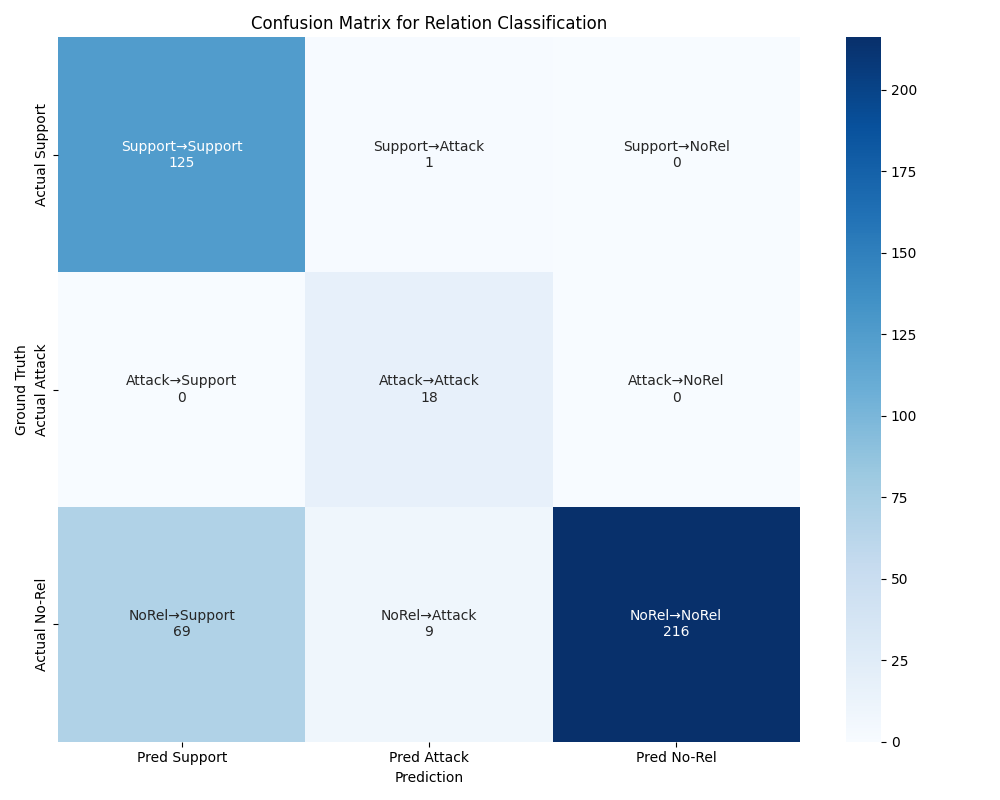 Confusion Matrix for Relation Classification
Ground Truth
Actual Support
Support→Support
125
Support→Attack
1
Support→NoRel
0
Actual Attack
Attack→Support
0
Attack→Attack
18
Attack→NoRel
0
Actual No-Rel
NoRel→Support
69
NoRel→Attack
9
NoRel→NoRel
216
Pred Support
Pred Attack
Pred No-Rel
Prediction
200
175
150
125
100
75
50
25
0